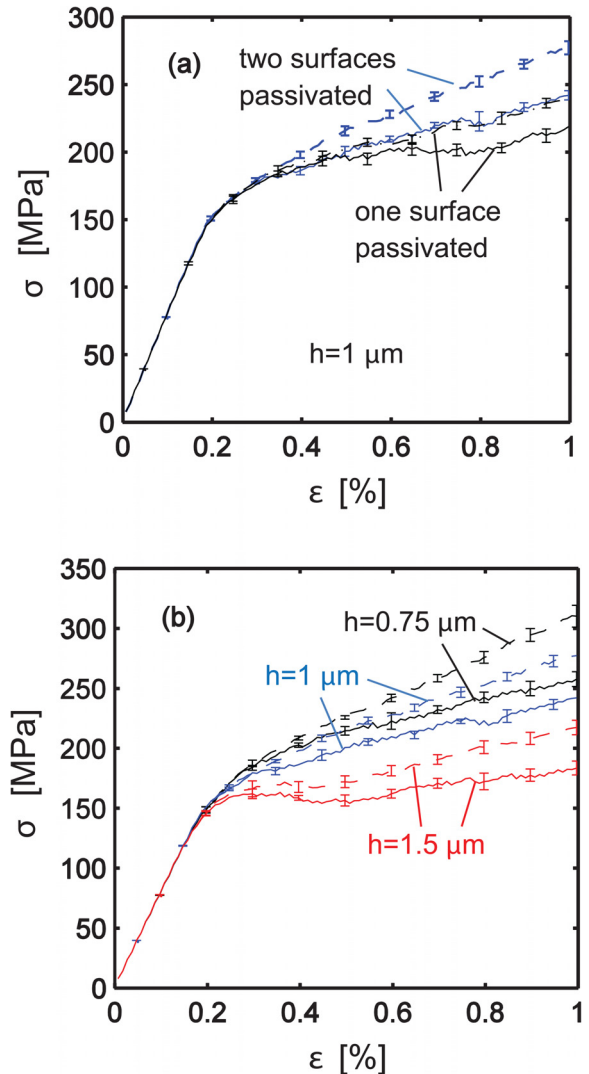 300
(a)
two surfaces
passivated
250
200
one surface
passivated
150
σ [MPa]
100
h=1 μm
50
0
0 0.2 0.4 0.6 0.8 1
ε [%]
350
(b)
h=0.75 μm
300
h=1 μm
250
200
150
h=1.5 μm
σ [MPa]
100
50
0
0 0.2 0.4 0.6 0.8 1
ε [%]